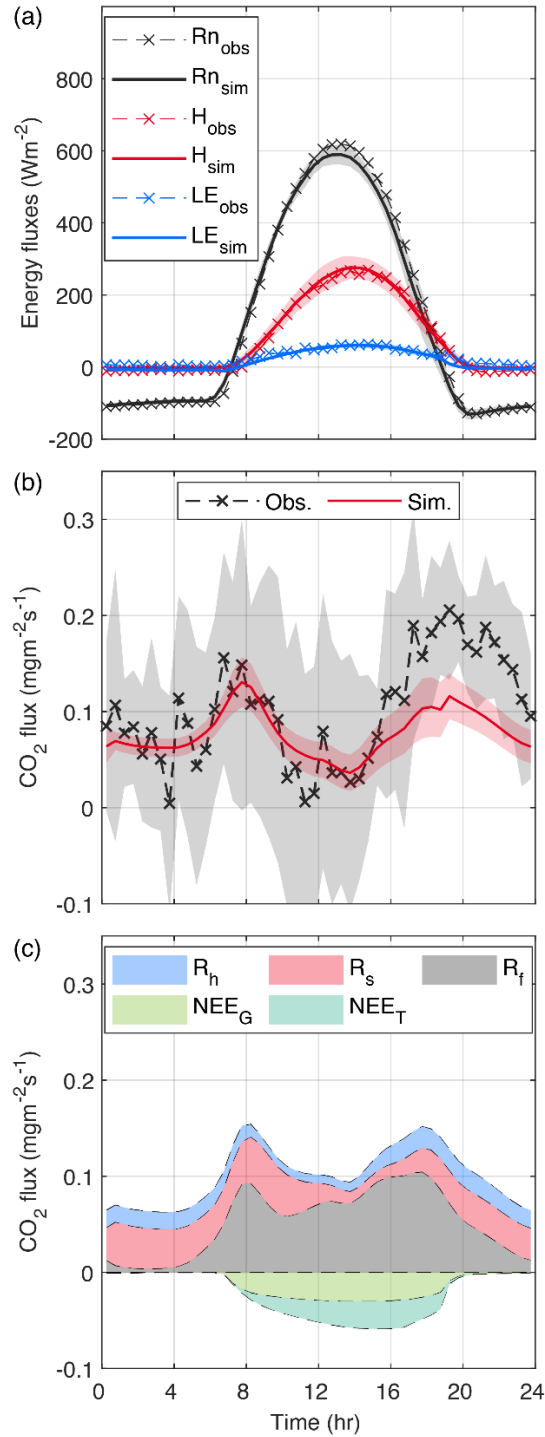 (a)
Rn_obs
Rn_sim
H_obs
H_sim
LE_obs
LE_sim
800
600
400
200
0
-200
Energy fluxes (Wm⁻²)
(b)
Obs. Sim.
0.3
0.2
0.1
0
-0.1
CO₂ flux (mgm⁻²s⁻¹)
(c)
R_h R_s R_f
NEE_G NEE_T
0.3
0.2
0.1
0
-0.1
CO₂ flux (mgm⁻²s⁻¹)
0 4 8 12 16 20 24
Time (hr)